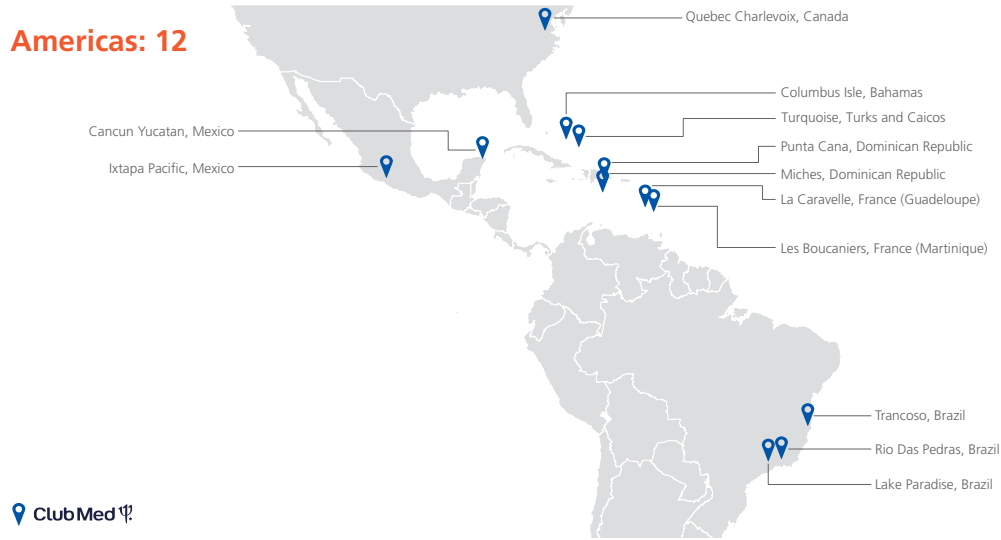 Americas: 12
Quebec Charlevoix, Canada
Columbus Isle, Bahamas
Turquoise, Turks and Caicos
Cancun Yucatan, Mexico
Punta Cana, Dominican Republic
Ixtapa Pacific, Mexico
Miches, Dominican Republic
La Caravelle, France (Guadeloupe)
Les Boucaniers, France (Martinique)
Trancoso, Brazil
Rio Das Pedras, Brazil
Lake Paradise, Brazil
Club Med